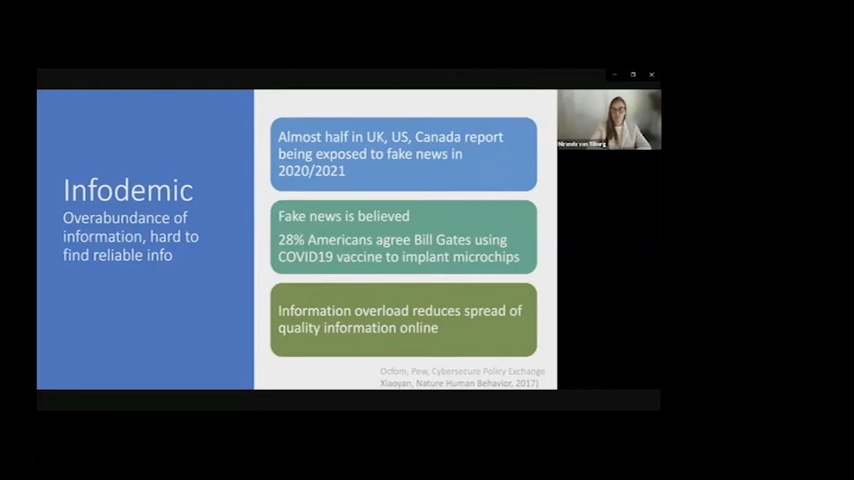 Infodemic
Overabundance of
information, hard to
find reliable info
Almost half in UK, US, Canada report
being exposed to fake news in
2020/2021
Fake news is believed
28% Americans agree Bill Gates using
COVID19 vaccine to implant microchips
Information overload reduces spread of
quality information online
Ocfom, Pew, Cybersecure Policy Exchange
Xiaoyan, Nature Human Behavior, 2017)
Miranda van Tilburg